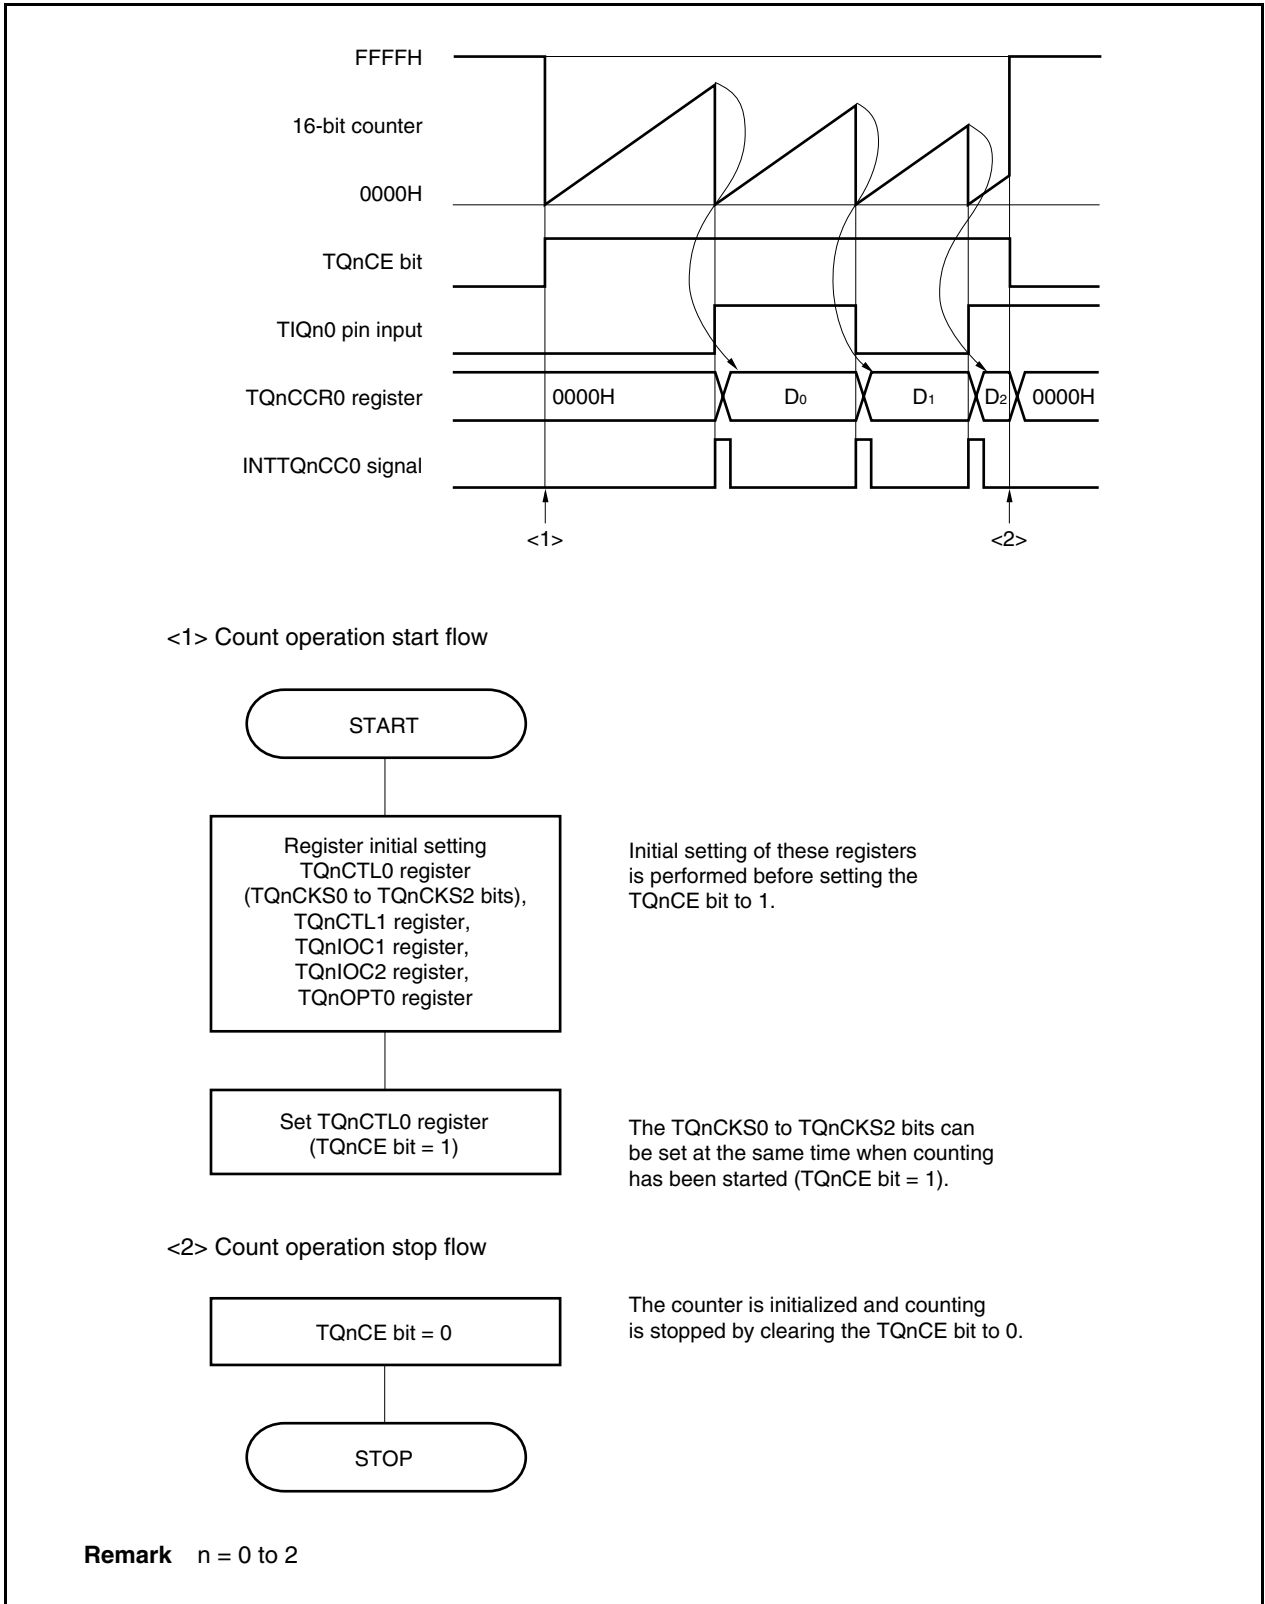 FFFFH
16-bit counter
0000H
TQnCE bit
TIQn0 pin input
TQnCCR0 register
0000H D0 D1 D2 0000H
INTTQnCC0 signal
<1> <2>
<1> Count operation start flow
START
Register initial setting
TQnCTL0 register
(TQnCKS0 to TQnCKS2 bits),
TQnCTL1 register,
TQnIOC1 register,
TQnIOC2 register,
TQnOPT0 register
Initial setting of these registers
is performed before setting the
TQnCE bit to 1.
Set TQnCTL0 register
(TQnCE bit = 1)
The TQnCKS0 to TQnCKS2 bits can
be set at the same time when counting
has been started (TQnCE bit = 1).
<2> Count operation stop flow
TQnCE bit = 0
The counter is initialized and counting
is stopped by clearing the TQnCE bit to 0.
STOP
Remark n = 0 to 2